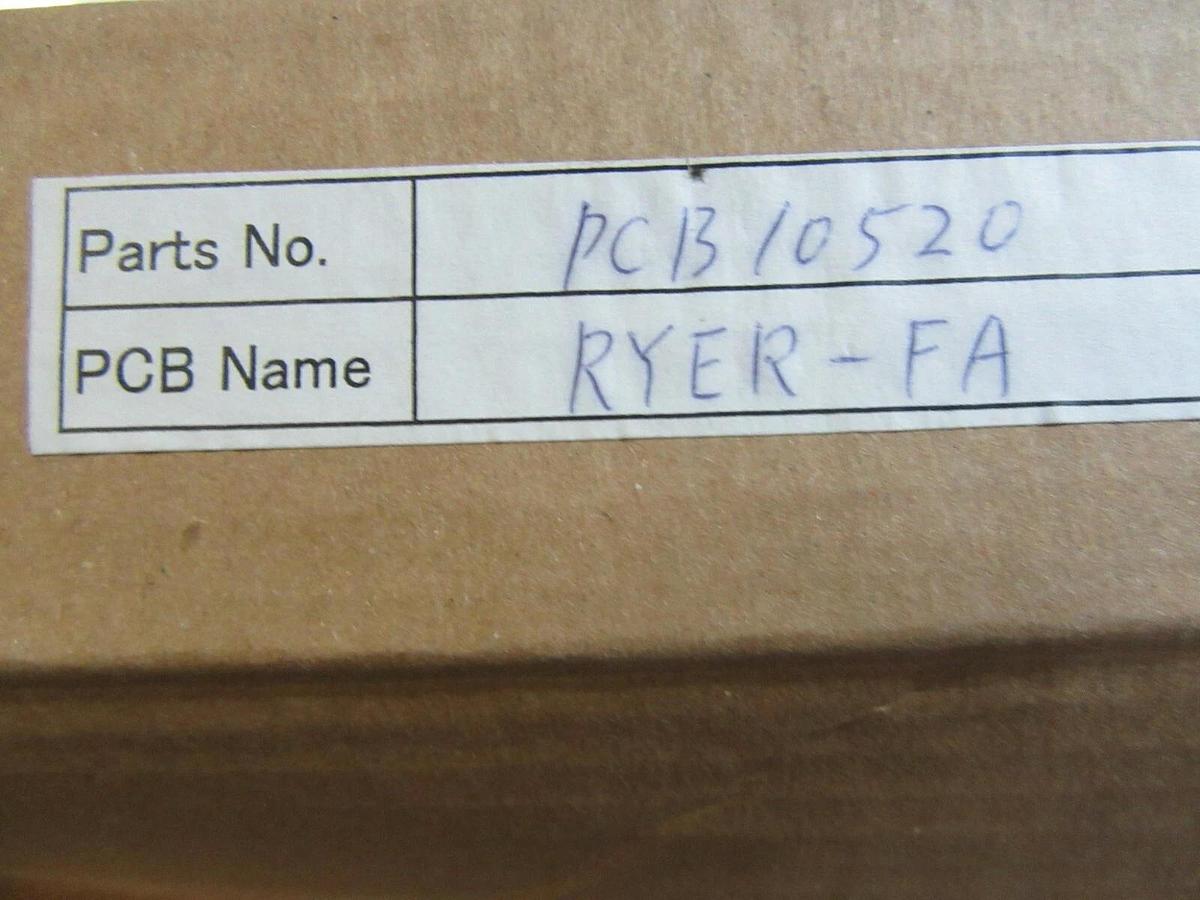 Parts No. PCB10520
PCB Name RYER-FA